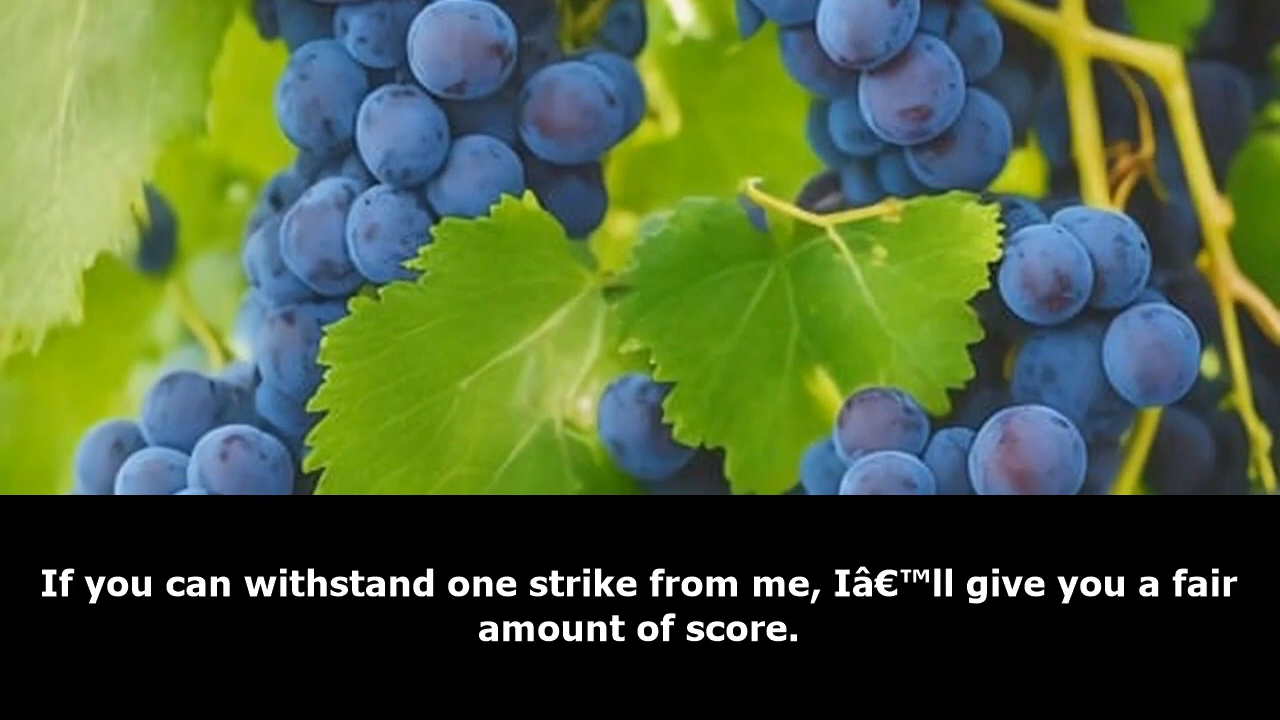 If you can withstand one strike from me, Iâ€™ll give you a fair
amount of score.